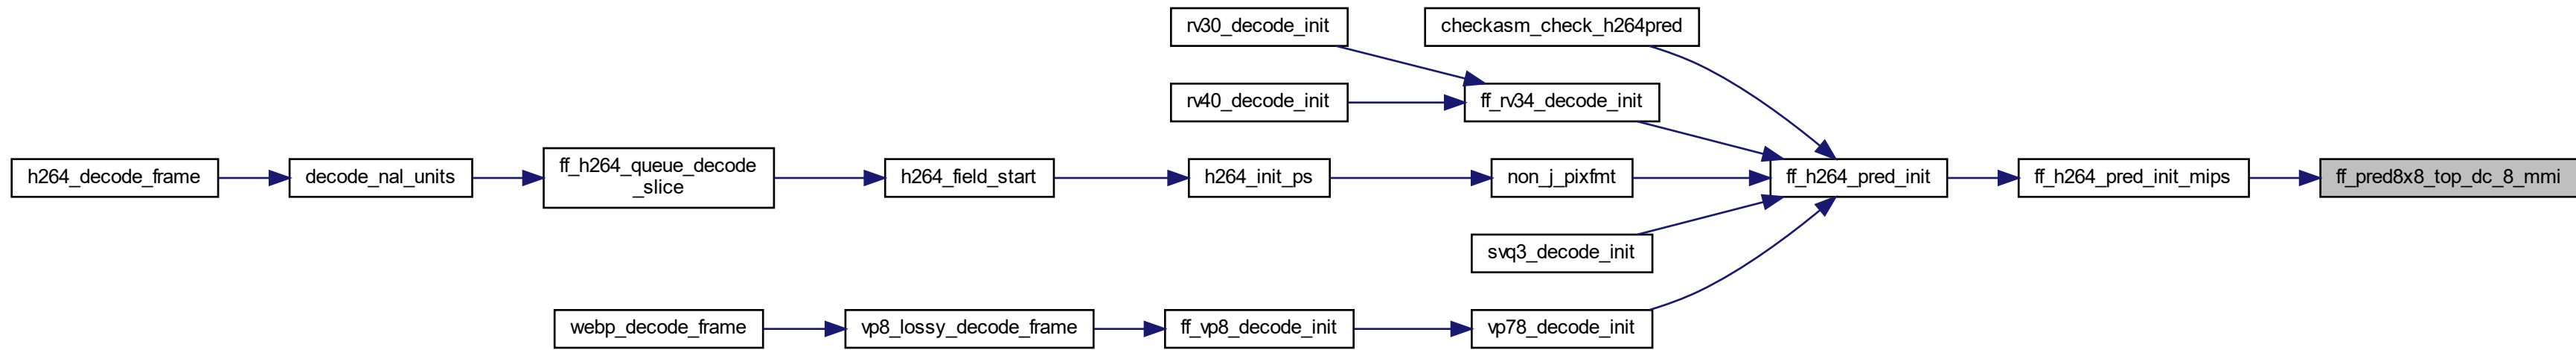 rv30_decode_init
checkasm_check_h264pred
rv40_decode_init
ff_rv34_decode_init
h264_decode_frame
decode_nal_units
ff_h264_queue_decode
_slice
h264_field_start
h264_init_ps
non_j_pixfmt
ff_h264_pred_init
ff_h264_pred_init_mips
ff_pred8x8_top_dc_8_mmi
svq3_decode_init
webp_decode_frame
vp8_lossy_decode_frame
ff_vp8_decode_init
vp78_decode_init